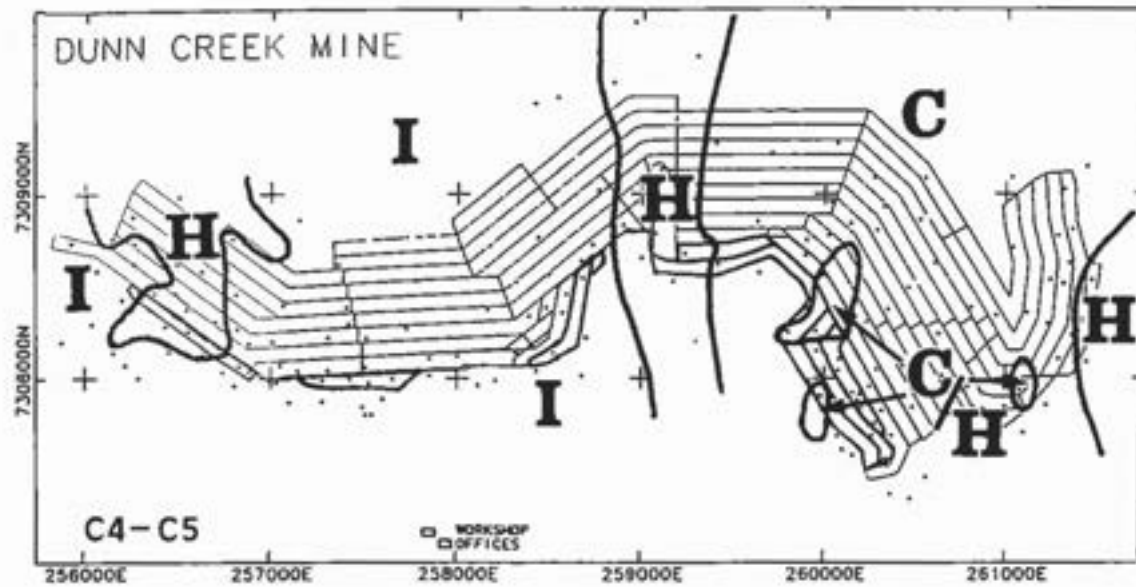 DUNN CREEK MINE
C
I
7309000N
H
H
I
H
C
7308000N
I
H
C4-C5
WORKSHOP
OFFICES
256000E 257000E 258000E 259000E 260000E 261000E